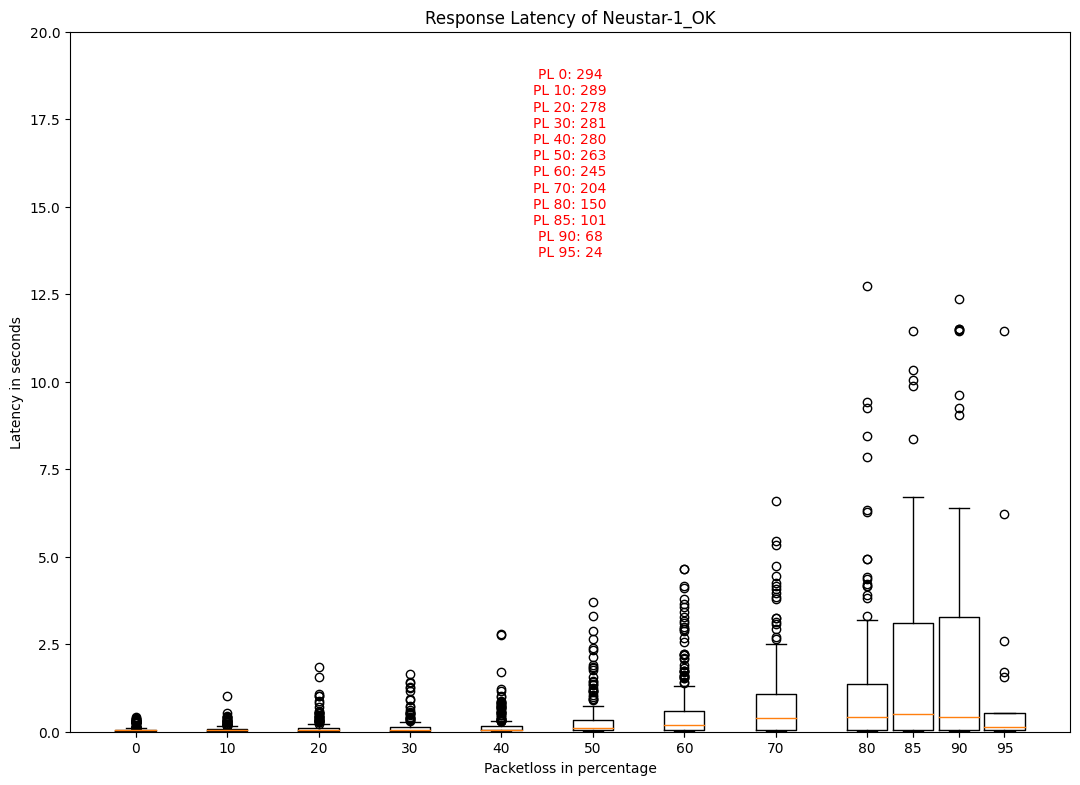 Response Latency of Neustar-1_OK
20.0
17.5
15.0
12.5
10.0
7.5
5.0
2.5
0.0
Latency in seconds
PL 0: 294
PL 10: 289
PL 20: 278
PL 30: 281
PL 40: 280
PL 50: 263
PL 60: 245
PL 70: 204
PL 80: 150
PL 85: 101
PL 90: 68
PL 95: 24
0 10 20 30 40 50 60 70 80 85 90 95
Packetloss in percentage